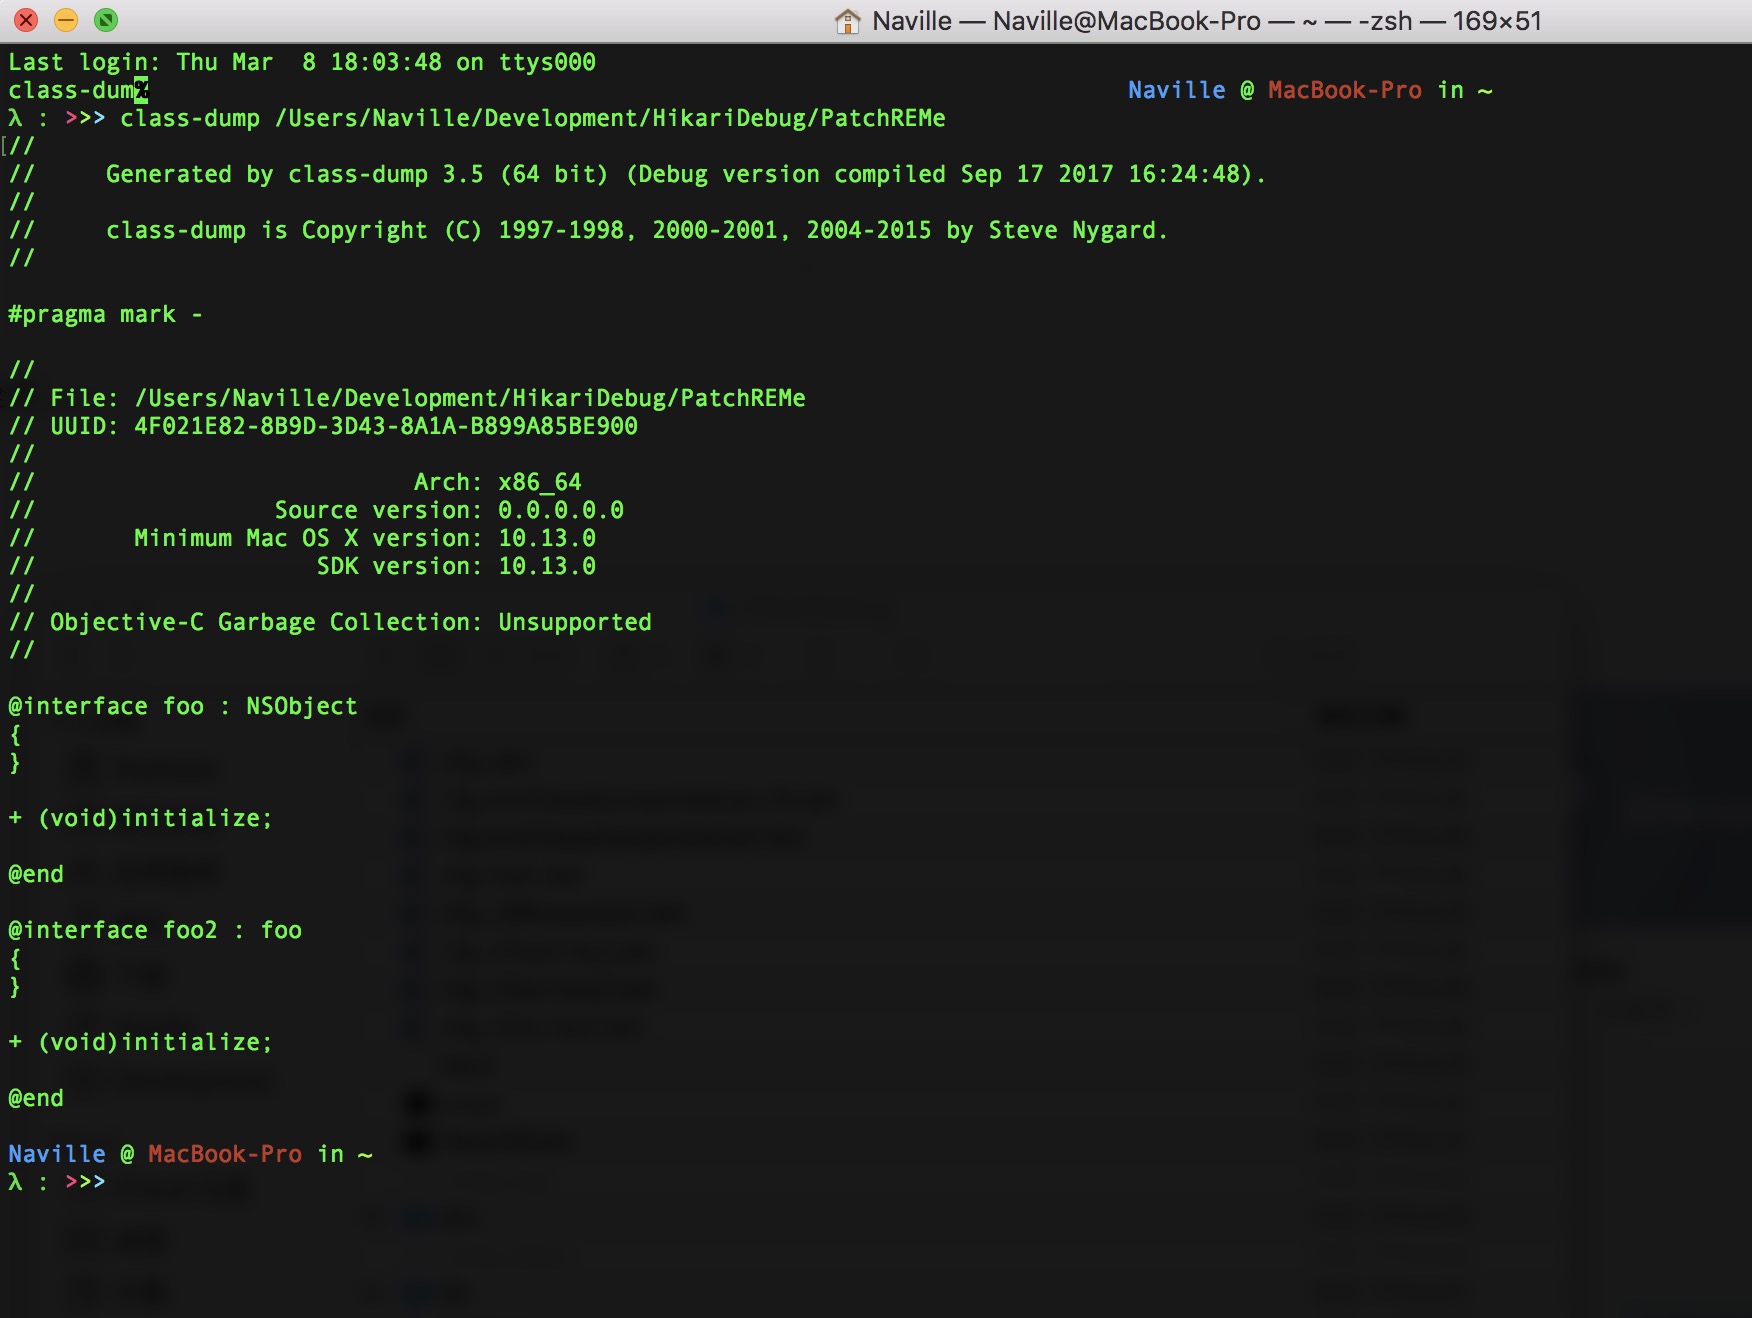 Naville — Naville@MacBook-Pro — ~ — -zsh — 169×51
Last login: Thu Mar  8 18:03:48 on ttys000
class-dum% Naville @ MacBook-Pro in ~
λ : >>> class-dump /Users/Naville/Development/HikariDebug/PatchREMe
[//
//     Generated by class-dump 3.5 (64 bit) (Debug version compiled Sep 17 2017 16:24:48).
//
//     class-dump is Copyright (C) 1997-1998, 2000-2001, 2004-2015 by Steve Nygard.
//
#pragma mark -
//
// File: /Users/Naville/Development/HikariDebug/PatchREMe
// UUID: 4F021E82-8B9D-3D43-8A1A-B899A85BE900
//
//                           Arch: x86_64
//                 Source version: 0.0.0.0.0
//       Minimum Mac OS X version: 10.13.0
//                    SDK version: 10.13.0
//
// Objective-C Garbage Collection: Unsupported
//
@interface foo : NSObject
{
}
+ (void)initialize;
@end
@interface foo2 : foo
{
}
+ (void)initialize;
@end
Naville @ MacBook-Pro in ~
λ : >>>